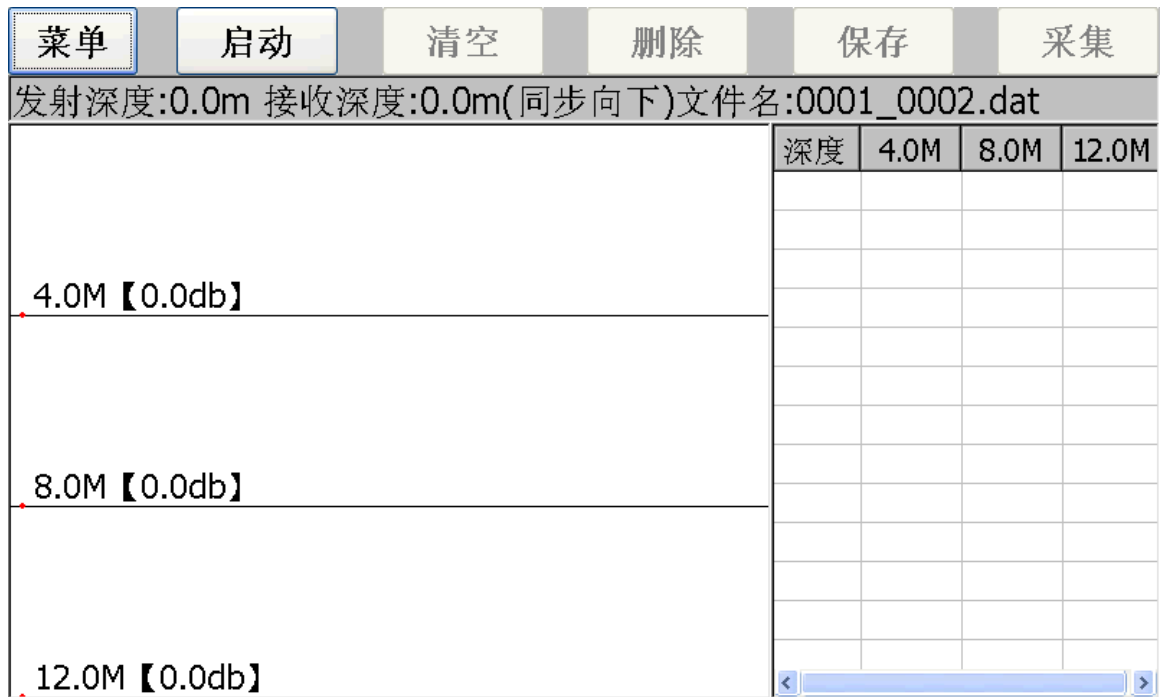 菜单 启动 清空 删除 保存 采集
发射深度:0.0m 接收深度:0.0m(同步向下)文件名:0001_0002.dat
深度 4.0M 8.0M 12.0M
4.0M【0.0db】
8.0M【0.0db】
12.0M【0.0db】